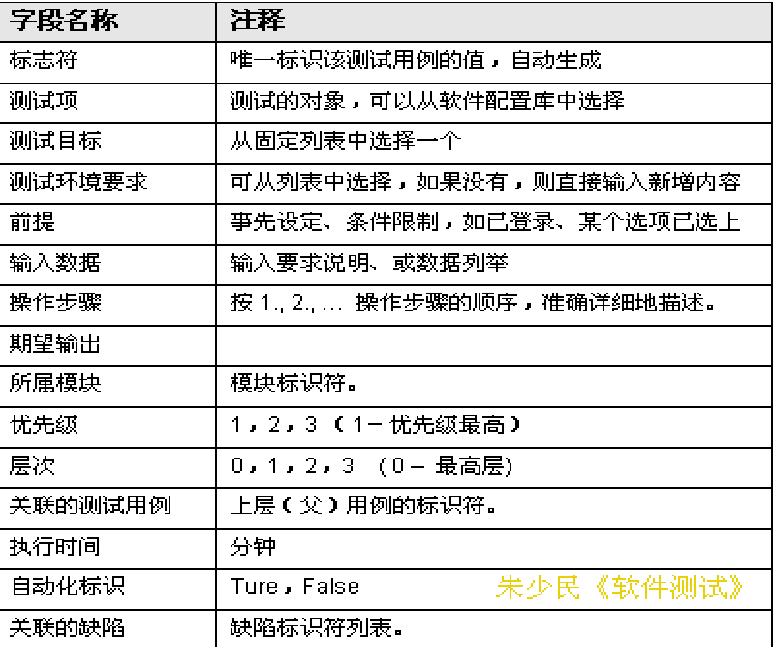 字段名称 注释
标志符 唯一标识该测试用例的值，自动生成
测试项 测试的对象，可以从软件配置库中选择
测试目标 从固定列表中选择一个
测试环境要求 可从列表中选择，如果没有，则直接输入新增内容
前提 事先设定、条件限制，如已登录、某个选项已选上
输入数据 输入要求说明、或数据列举
操作步骤 按 1., 2., … 操作步骤的顺序，准确详细地描述。
期望输出
所属模块 模块标识符。
优先级 1，2，3（1－优先级最高）
层次 0，1，2，3 (0－ 最高层)
关联的测试用例 上层（父）用例的标识符。
执行时间 分钟
自动化标识 Ture，False 朱少民《软件测试》
关联的缺陷 缺陷标识符列表。